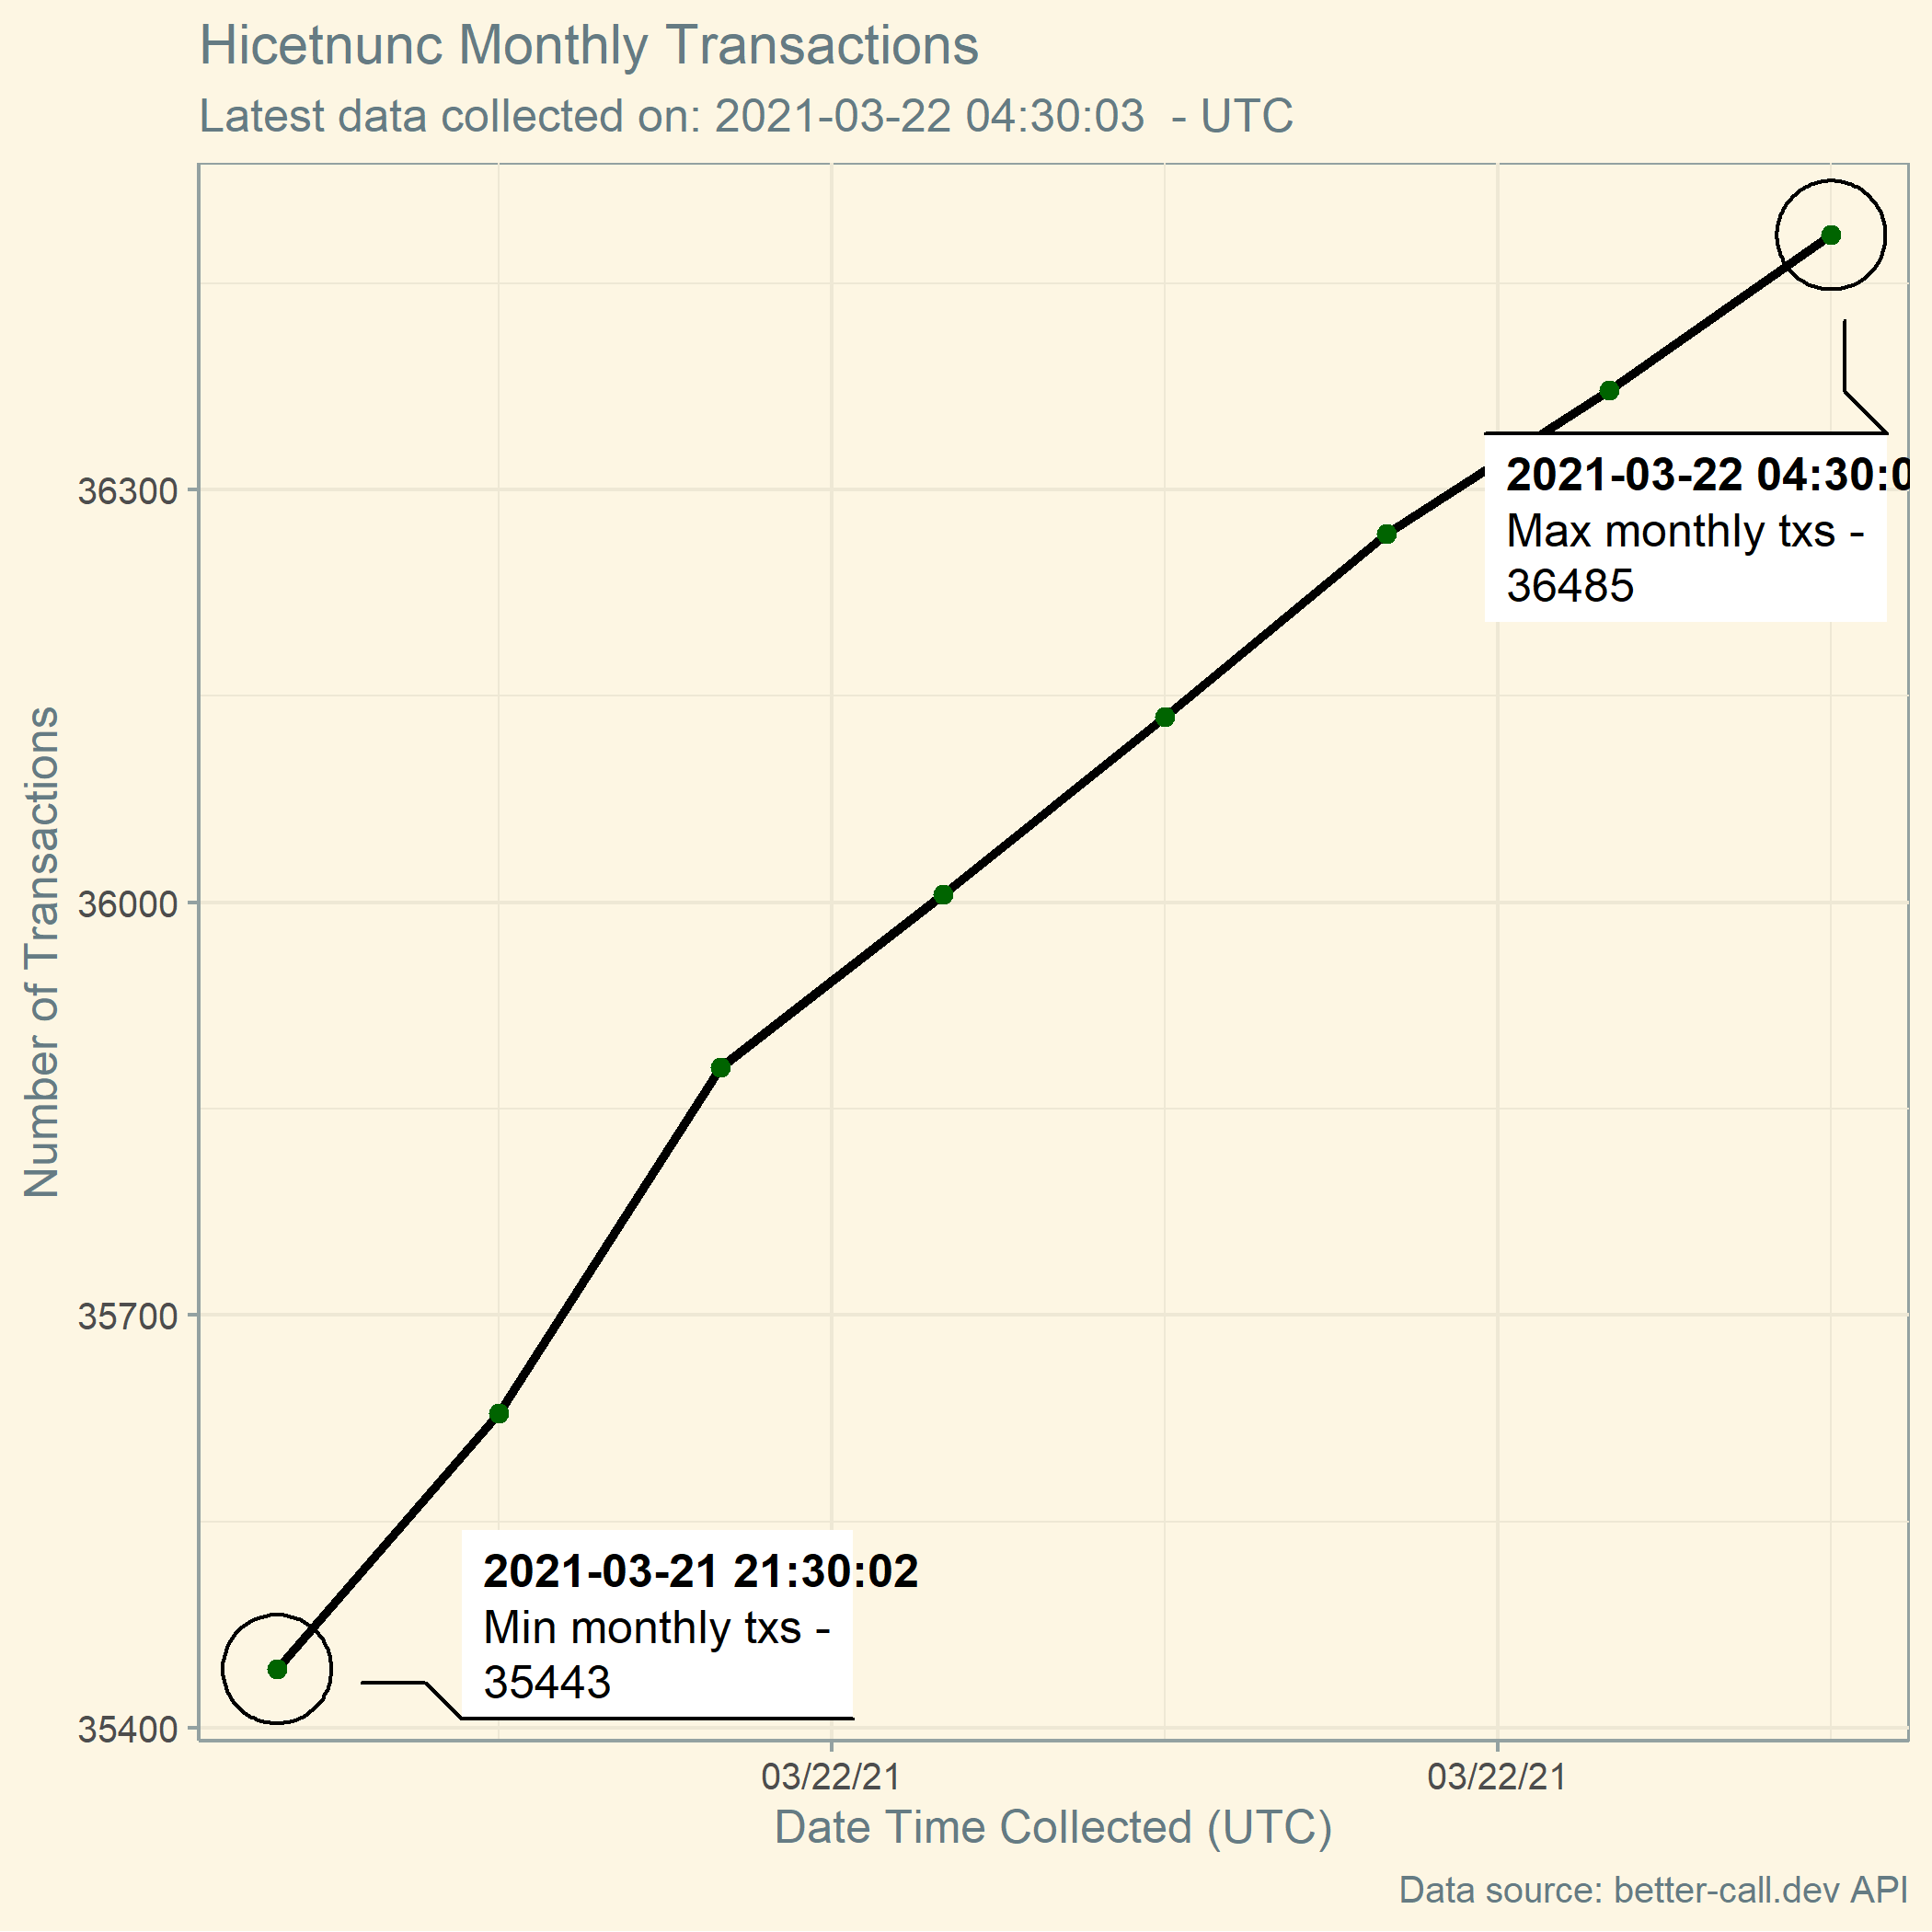 Hicetnunc Monthly Transactions
Latest data collected on: 2021-03-22 04:30:03  - UTC
2021-03-22 04:30:0
Max monthly txs -
36485
36300
36000
35700
35400
Number of Transactions
2021-03-21 21:30:02
Min monthly txs -
35443
03/22/21 03/22/21
Date Time Collected (UTC)
Data source: better-call.dev API